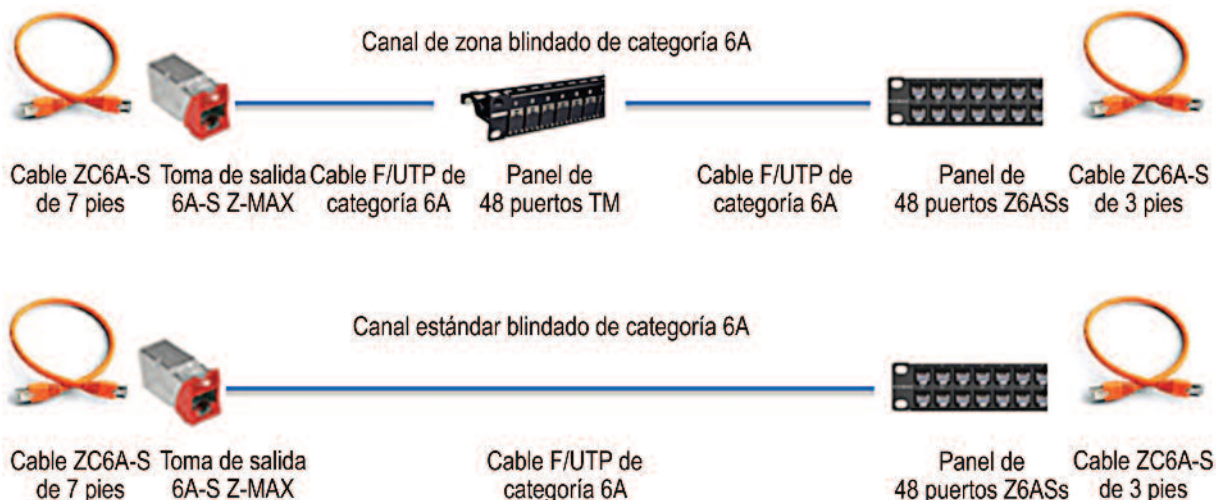 Canal de zona blindado de categoría 6A
Cable ZC6A-S
de 7 pies
Toma de salida
6A-S Z-MAX
Cable F/UTP de
categoría 6A
Panel de
48 puertos TM
Cable F/UTP de
categoría 6A
Panel de
48 puertos Z6ASs
Cable ZC6A-S
de 3 pies
Canal estándar blindado de categoría 6A
Cable ZC6A-S
de 7 pies
Toma de salida
6A-S Z-MAX
Cable F/UTP de
categoría 6A
Panel de
48 puertos Z6ASs
Cable ZC6A-S
de 3 pies